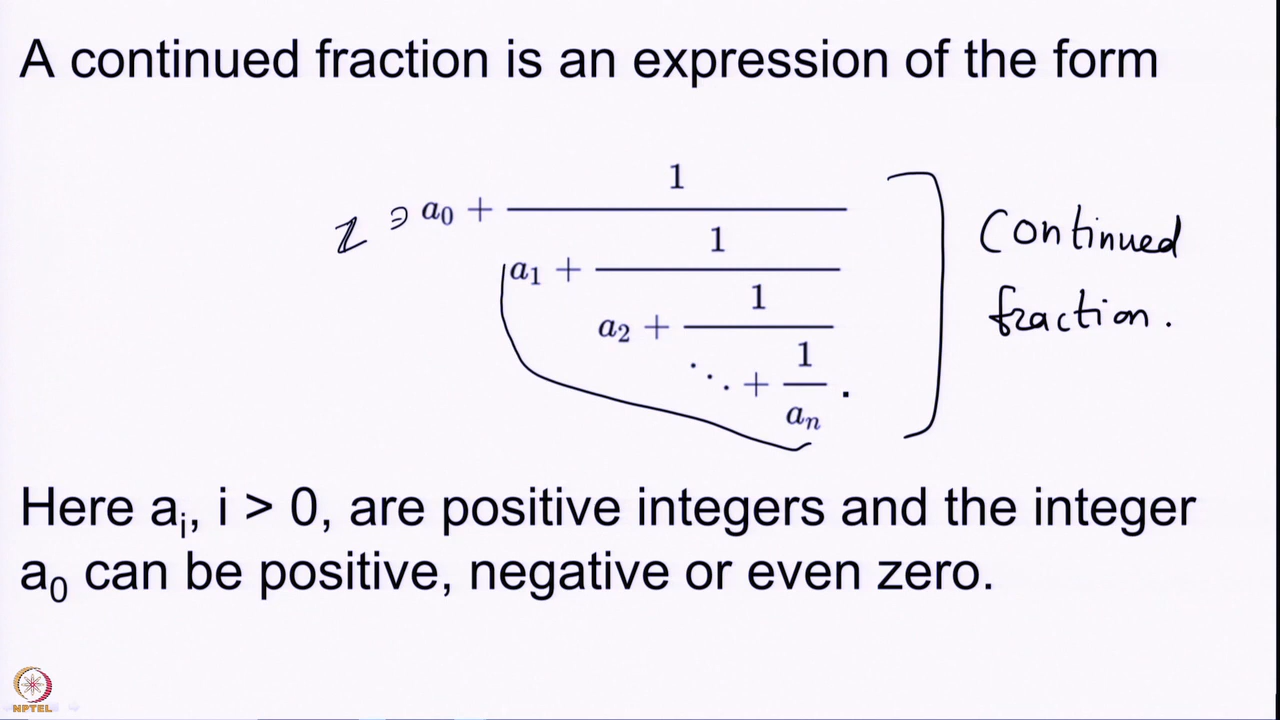 A continued fraction is an expression of the form
z = a₀ + 1
a₁ + 1
a₂ + 1
⋱ + 1
aₙ .
Continued
fraction.
Here aᵢ, i > 0, are positive integers and the integer
a₀ can be positive, negative or even zero.
NPTEL